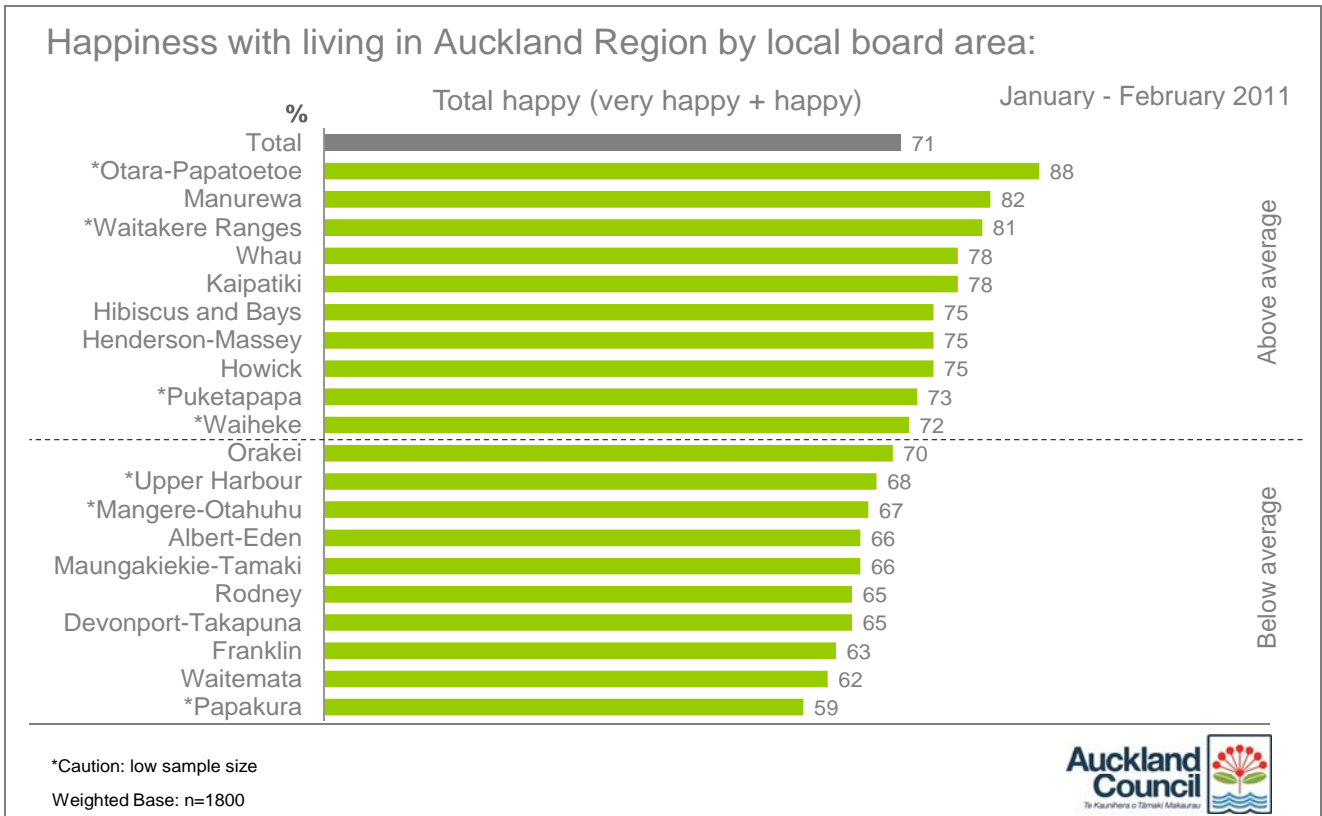 Happiness with living in Auckland Region by local board area:
Total happy (very happy + happy)
January - February 2011
%
Total 71
*Otara-Papatoetoe 88
Manurewa 82
*Waitakere Ranges 81
Whau 78
Kaipatiki 78
Hibiscus and Bays 75
Henderson-Massey 75
Howick 75
*Puketapapa 73
*Waiheke 72
Above average
Orakei 70
*Upper Harbour 68
*Mangere-Otahuhu 67
Albert-Eden 66
Maungakiekie-Tamaki 66
Rodney 65
Devonport-Takapuna 65
Franklin 63
Waitemata 62
*Papakura 59
Below average
*Caution: low sample size
Weighted Base: n=1800
Auckland
Council
Te Kaunihera o Tāmaki Makaurau